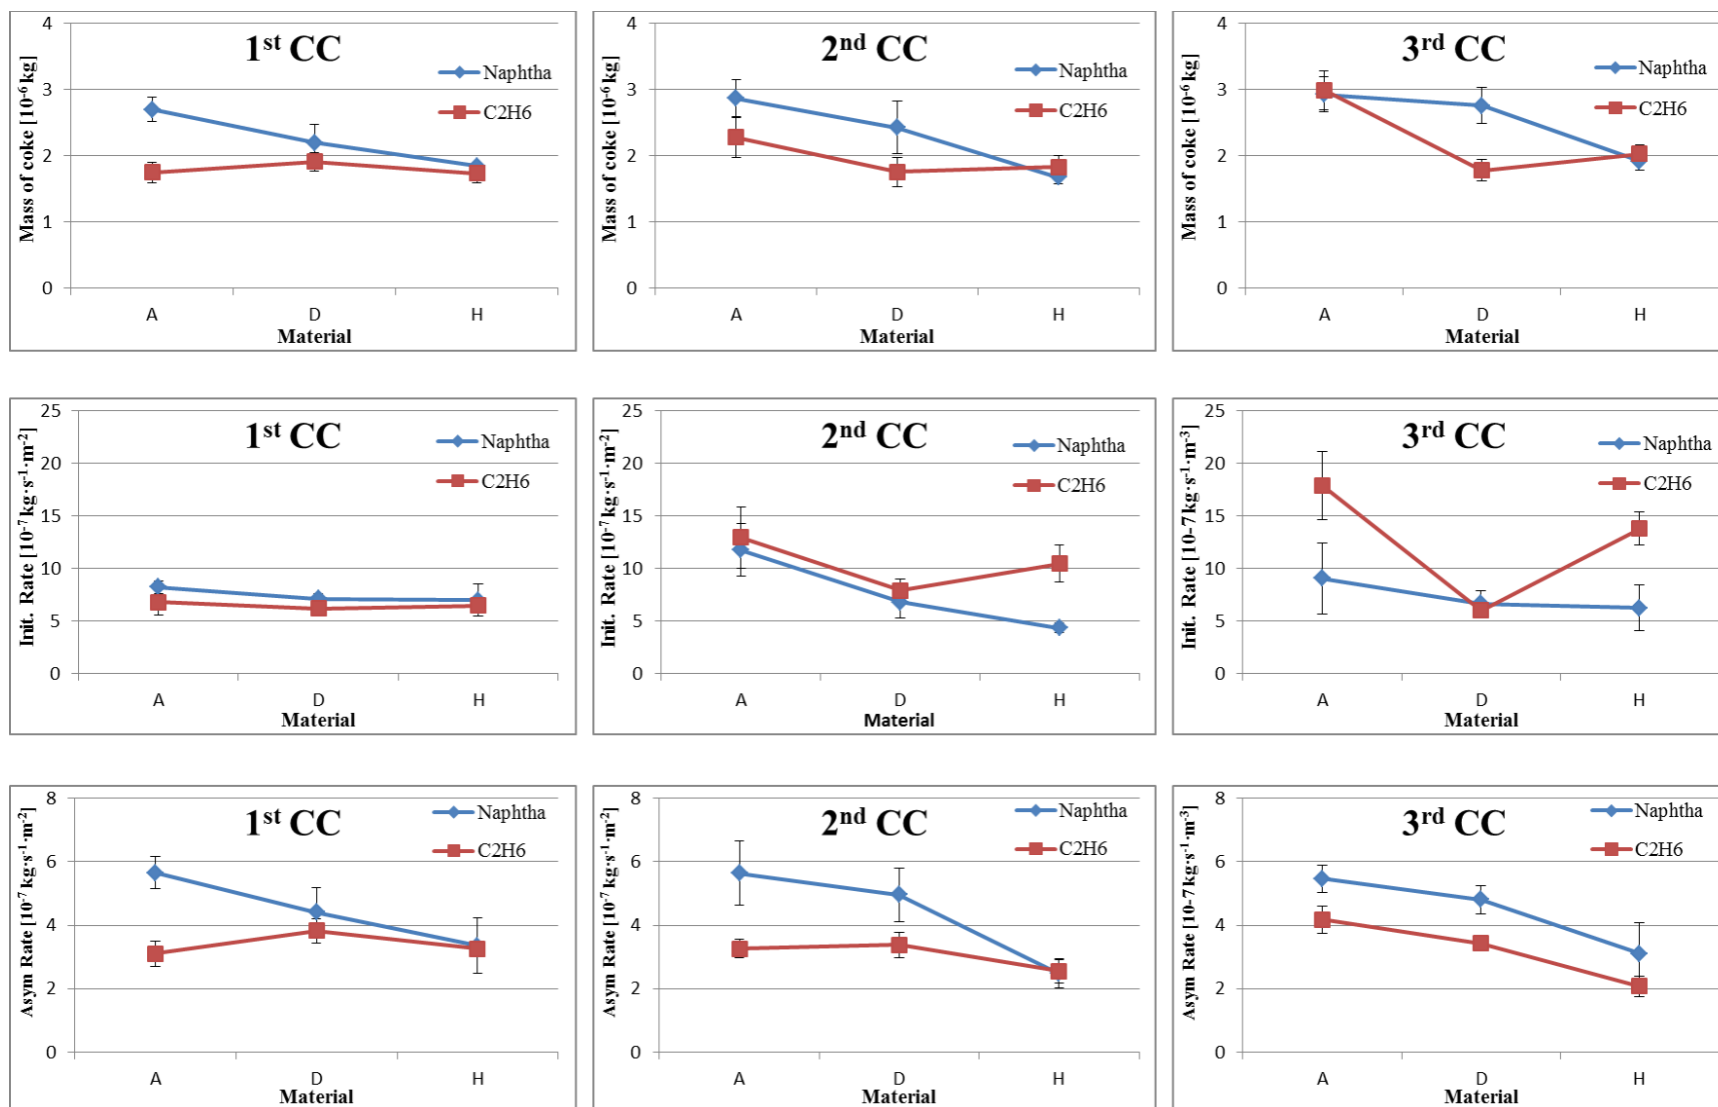 1st CC
Naphtha
C2H6
Mass of coke [10-6 kg]
4
3
2
1
0
A D H
Material
2nd CC
Naphtha
C2H6
Mass of coke [10-6 kg]
4
3
2
1
0
A D H
Material
3rd CC
Naphtha
C2H6
Mass of coke [10-6 kg]
4
3
2
1
0
A D H
Material
1st CC
Naphtha
C2H6
Init. Rate [10-7 kg·s-1·m-2]
25
20
15
10
5
0
A D H
Material
2nd CC
Naphtha
C2H6
Init. Rate [10-7 kg·s-1·m-2]
25
20
15
10
5
0
A D H
Material
3rd CC
Naphtha
C2H6
Init. Rate [10-7 kg·s-1·m-3]
25
20
15
10
5
0
A D H
Material
1st CC
Naphtha
C2H6
Asym Rate [10-7 kg·s-1·m-2]
8
6
4
2
0
A D H
Material
2nd CC
Naphtha
C2H6
Asym Rate [10-7 kg·s-1·m-2]
8
6
4
2
0
A D H
Material
3rd CC
Naphtha
C2H6
Asym Rate [10-7 kg·s-1·m-3]
8
6
4
2
0
A D H
Material